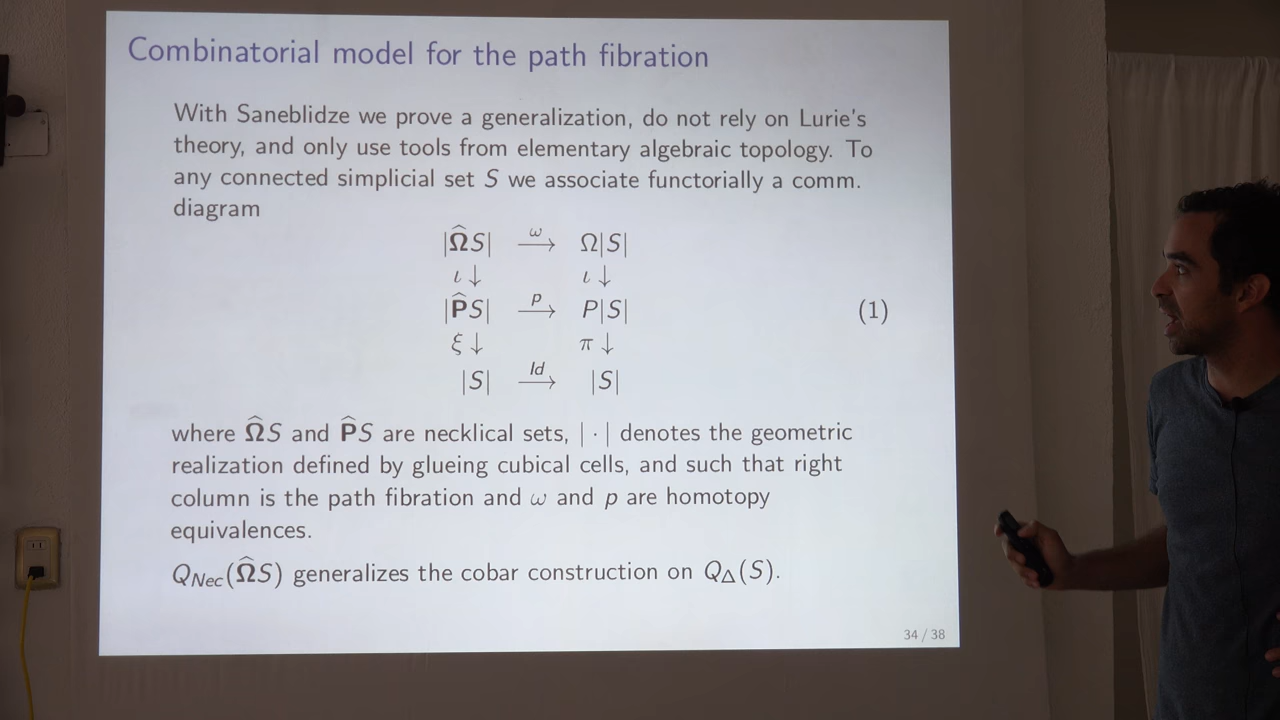 Combinatorial model for the path fibration
With Saneblidze we prove a generalization, do not rely on Lurie's
theory, and only use tools from elementary algebraic topology. To
any connected simplicial set S we associate functorially a comm.
diagram
|Ω̂S| —ω→ Ω|S|
ι↓ ι↓
|P̂S| —p→ P|S| (1)
ξ↓ π↓
|S| —Id→ |S|
where Ω̂S and P̂S are necklical sets, | · | denotes the geometric
realization defined by glueing cubical cells, and such that right
column is the path fibration and ω and p are homotopy
equivalences.
Q_Nec(Ω̂S) generalizes the cobar construction on Q_Δ(S).
34 / 38